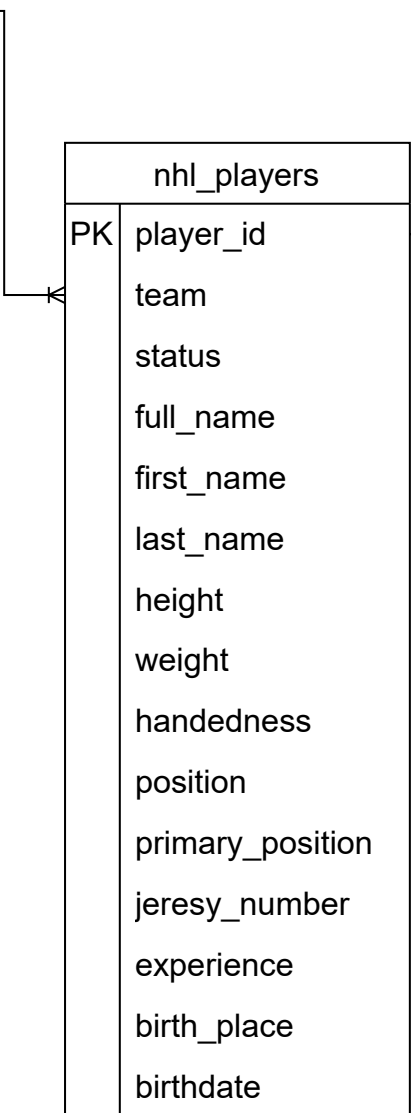 nhl_players
PK player_id
team
status
full_name
first_name
last_name
height
weight
handedness
position
primary_position
jeresy_number
experience
birth_place
birthdate